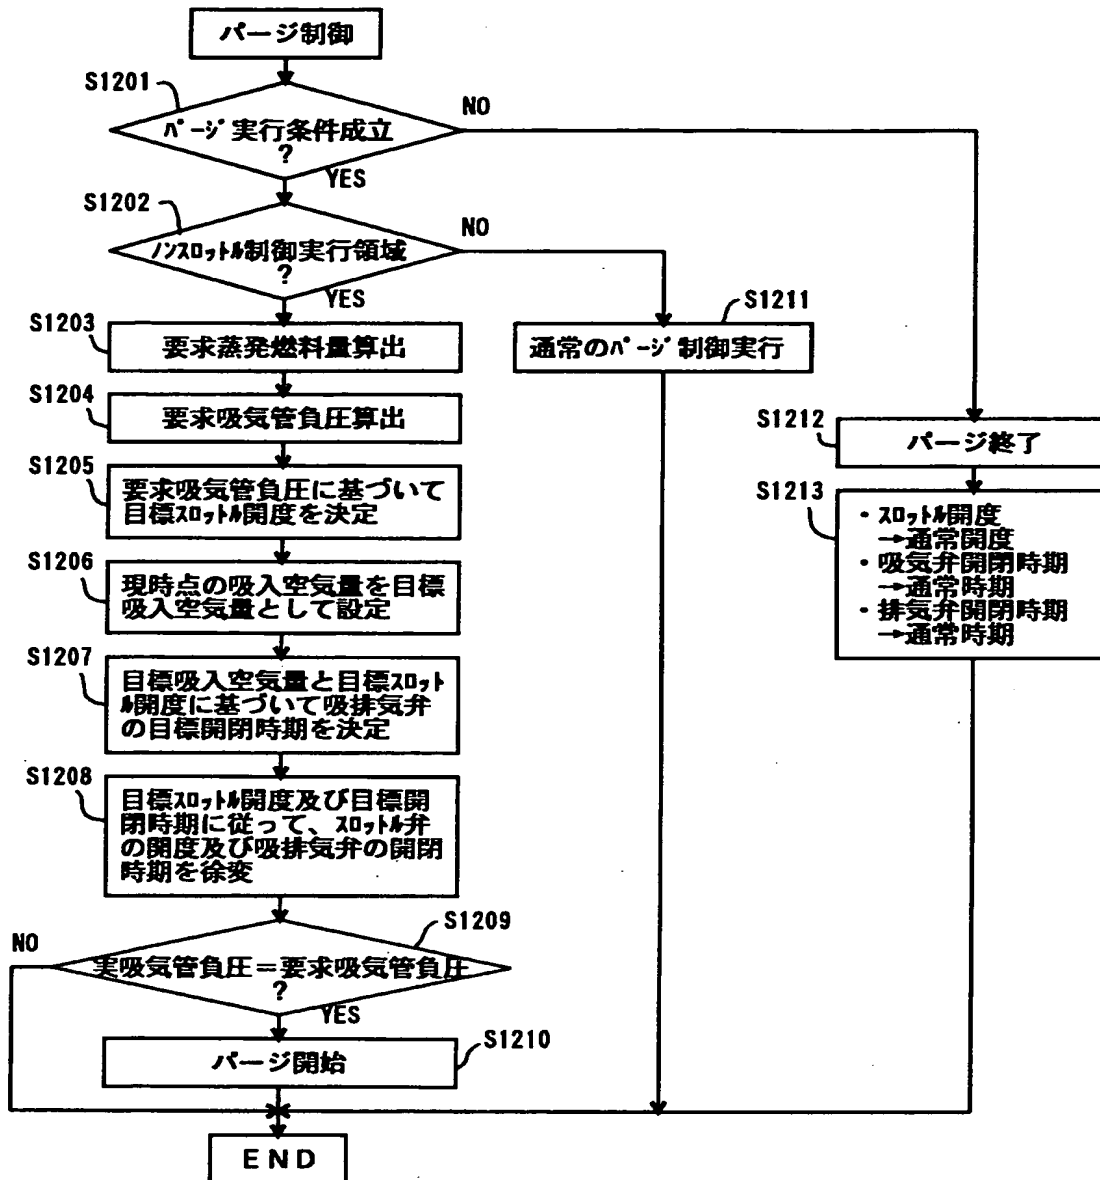 パージ制御
S1201
NO
パージ実行条件成立
?
YES
S1202
NO
ノンスロットル制御実行領域
?
YES
S1203
要求蒸発燃料量算出
S1211
通常のパージ制御実行
S1204
要求吸気管負圧算出
S1212
パージ終了
S1205
要求吸気管負圧に基づいて
目標スロットル開度を決定
S1213
・スロットル開度
→通常開度
・吸気弁開閉時期
→通常時期
・排気弁開閉時期
→通常時期
S1206
現時点の吸入空気量を目標
吸入空気量として設定
S1207
目標吸入空気量と目標スロット
ル開度に基づいて吸排気弁
の目標開閉時期を決定
S1208
目標スロットル開度及び目標開
閉時期に従って、スロットル弁
の開度及び吸排気弁の開閉
時期を徐変
S1209
NO
実吸気管負圧=要求吸気管負圧
?
YES
S1210
パージ開始
END